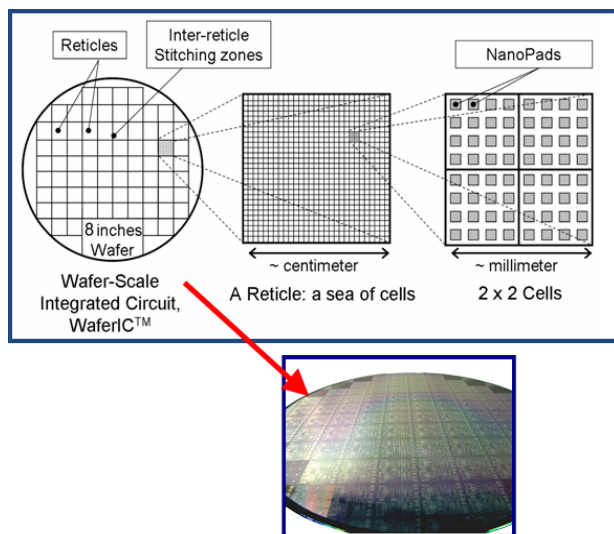 Reticles
Inter-reticle
Stitching zones
NanoPads
8 inches
Wafer
~ centimeter
~ millimeter
Wafer-Scale
Integrated Circuit,
WaferIC™
A Reticle: a sea of cells
2 x 2 Cells